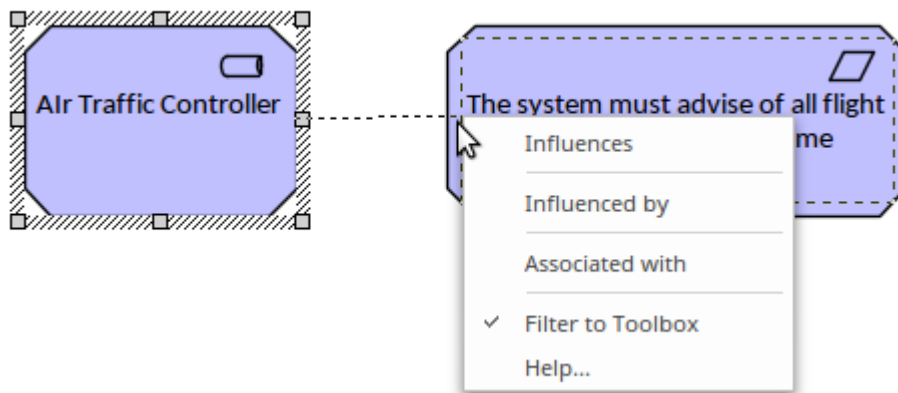 AIr Traffic Controller
The system must advise of all flight
me
Influences
Influenced by
Associated with
Filter to Toolbox
Help...